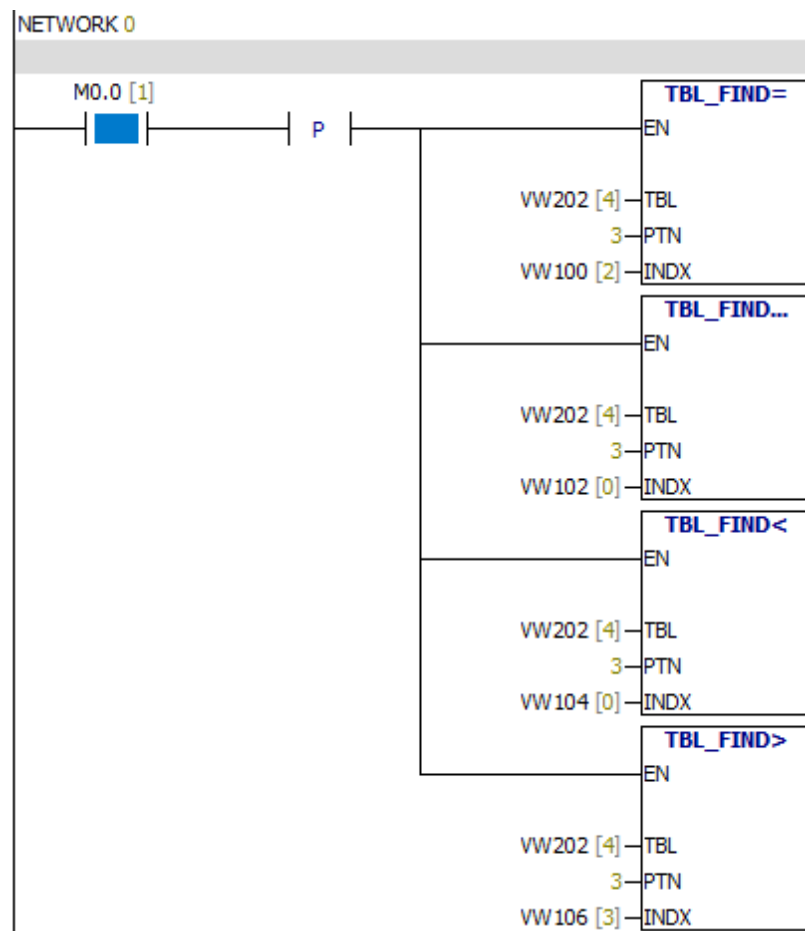 NETWORK 0
M0.0 [1]
P
TBL_FIND=
EN
VW202 [4] TBL
3 PTN
VW100 [2] INDX
TBL_FIND...
EN
VW202 [4] TBL
3 PTN
VW102 [0] INDX
TBL_FIND<
EN
VW202 [4] TBL
3 PTN
VW104 [0] INDX
TBL_FIND>
EN
VW202 [4] TBL
3 PTN
VW106 [3] INDX